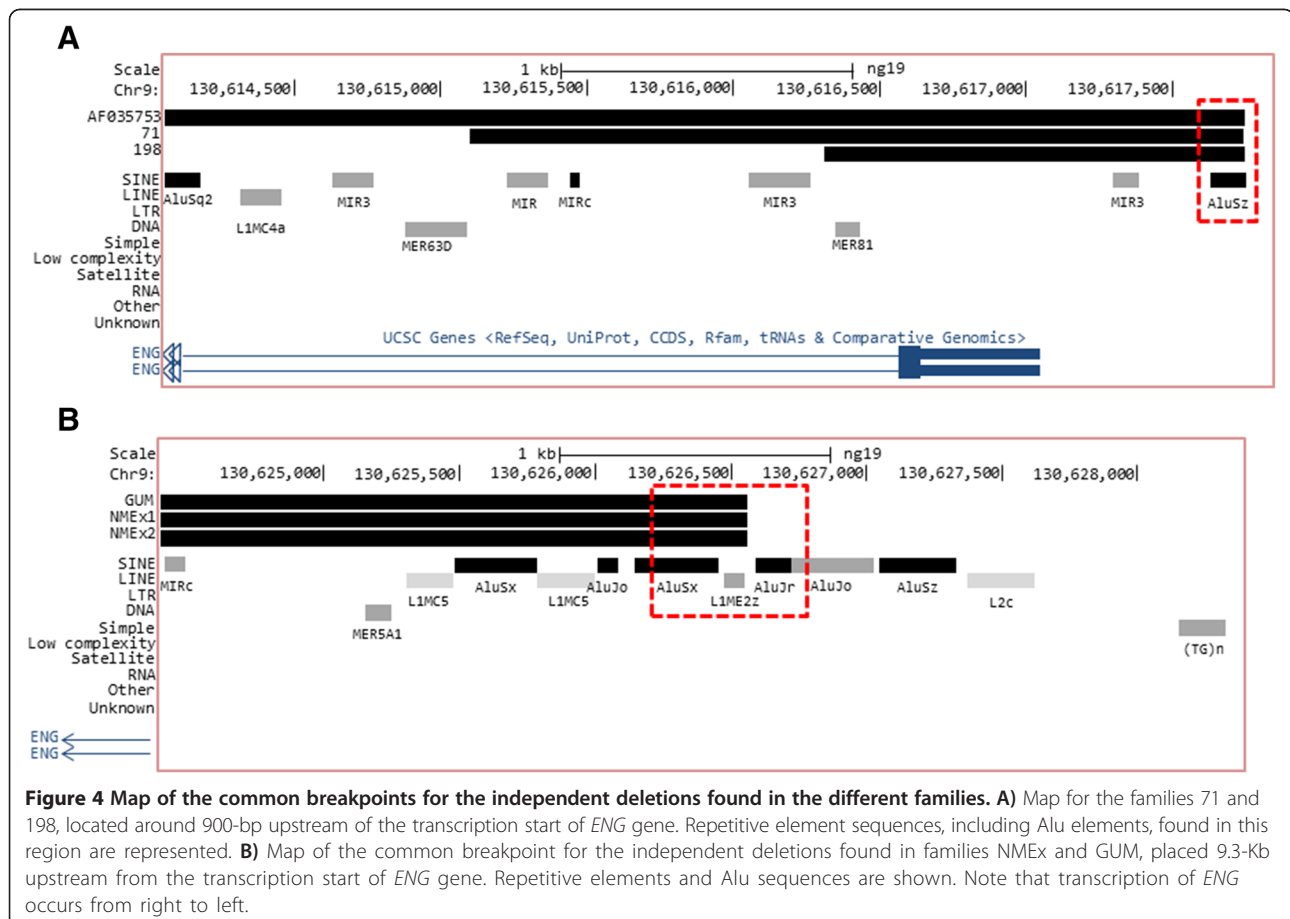 A
Scale 1 kb ng19
Chr9: 130,614,500 130,615,000 130,615,500 130,616,000 130,616,500 130,617,000 130,617,500
AF035753
71
198
SINE
LINE
LTR
DNA
Simple
Low complexity
Satellite
RNA
Other
Unknown
AluSq2 MIR3 MIR MIRc MIR3 MIR3 AluSz
L1MC4a
MER63D MER81
UCSC Genes <RefSeq, UniProt, CCDS, Rfam, tRNAs & Comparative Genomics>
ENG
ENG
B
Scale 1 kb ng19
Chr9: 130,625,000 130,625,500 130,626,000 130,626,500 130,627,000 130,627,500 130,628,000
GUM
NMEx1
NMEx2
SINE
LINE
LTR
DNA
Simple
Low complexity
Satellite
RNA
Other
Unknown
MIRc AluSx AluJo AluSx AluJr AluJo AluSz
L1MC5 L1MC5 L1ME2z L2c
MER5A1
(TG)n
ENG
ENG
Figure 4 Map of the common breakpoints for the independent deletions found in the different families. A) Map for the families 71 and
198, located around 900-bp upstream of the transcription start of ENG gene. Repetitive element sequences, including Alu elements, found in this
region are represented. B) Map of the common breakpoint for the independent deletions found in families NMEx and GUM, placed 9.3-Kb
upstream from the transcription start of ENG gene. Repetitive elements and Alu sequences are shown. Note that transcription of ENG
occurs from right to left.